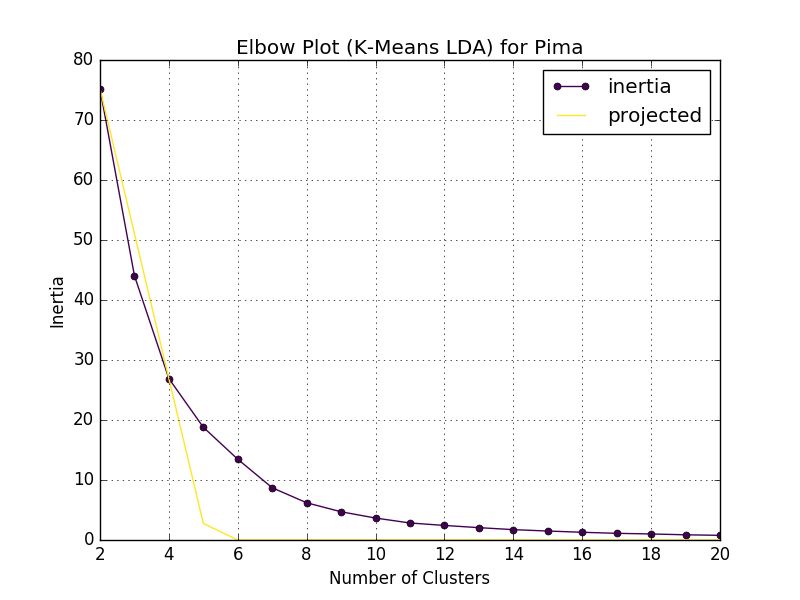 Elbow Plot (K-Means LDA) for Pima
inertia
projected
80
70
60
50
40
30
20
10
0
Inertia
2 4 6 8 10 12 14 16 18 20
Number of Clusters